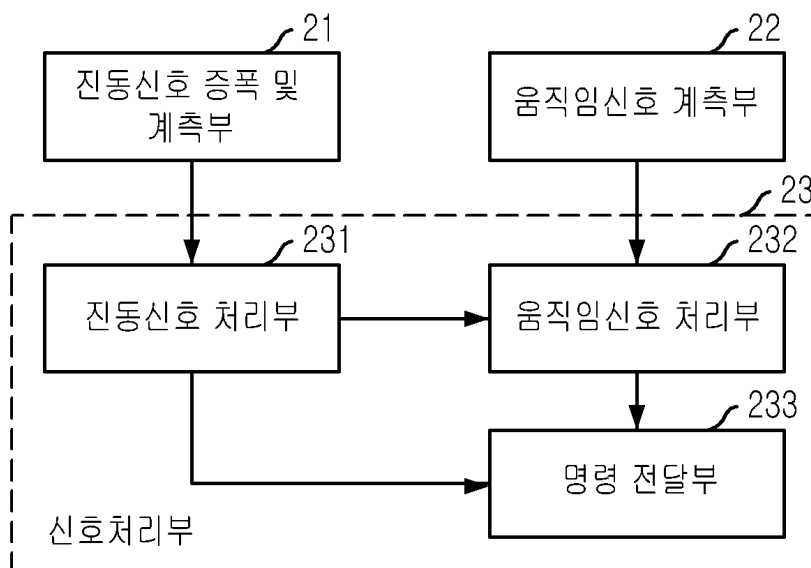 21
진동신호 증폭 및
계측부
22
움직임신호 계측부
23
231
진동신호 처리부
232
움직임신호 처리부
233
명령 전달부
신호처리부